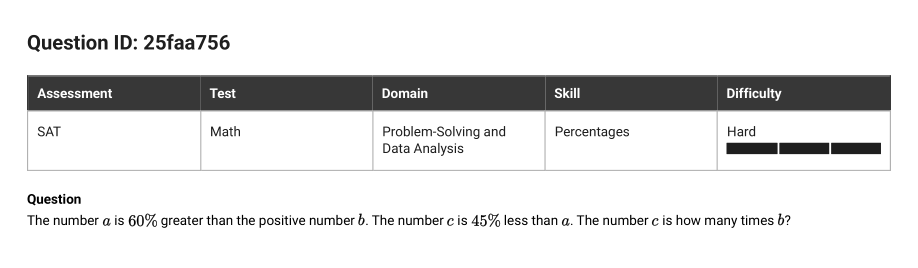 Question ID: 25faa756
Assessment Test Domain Skill Difficulty
SAT Math Problem-Solving and Data Analysis Percentages Hard
Question
The number a is 60% greater than the positive number b. The number c is 45% less than a. The number c is how many times b?